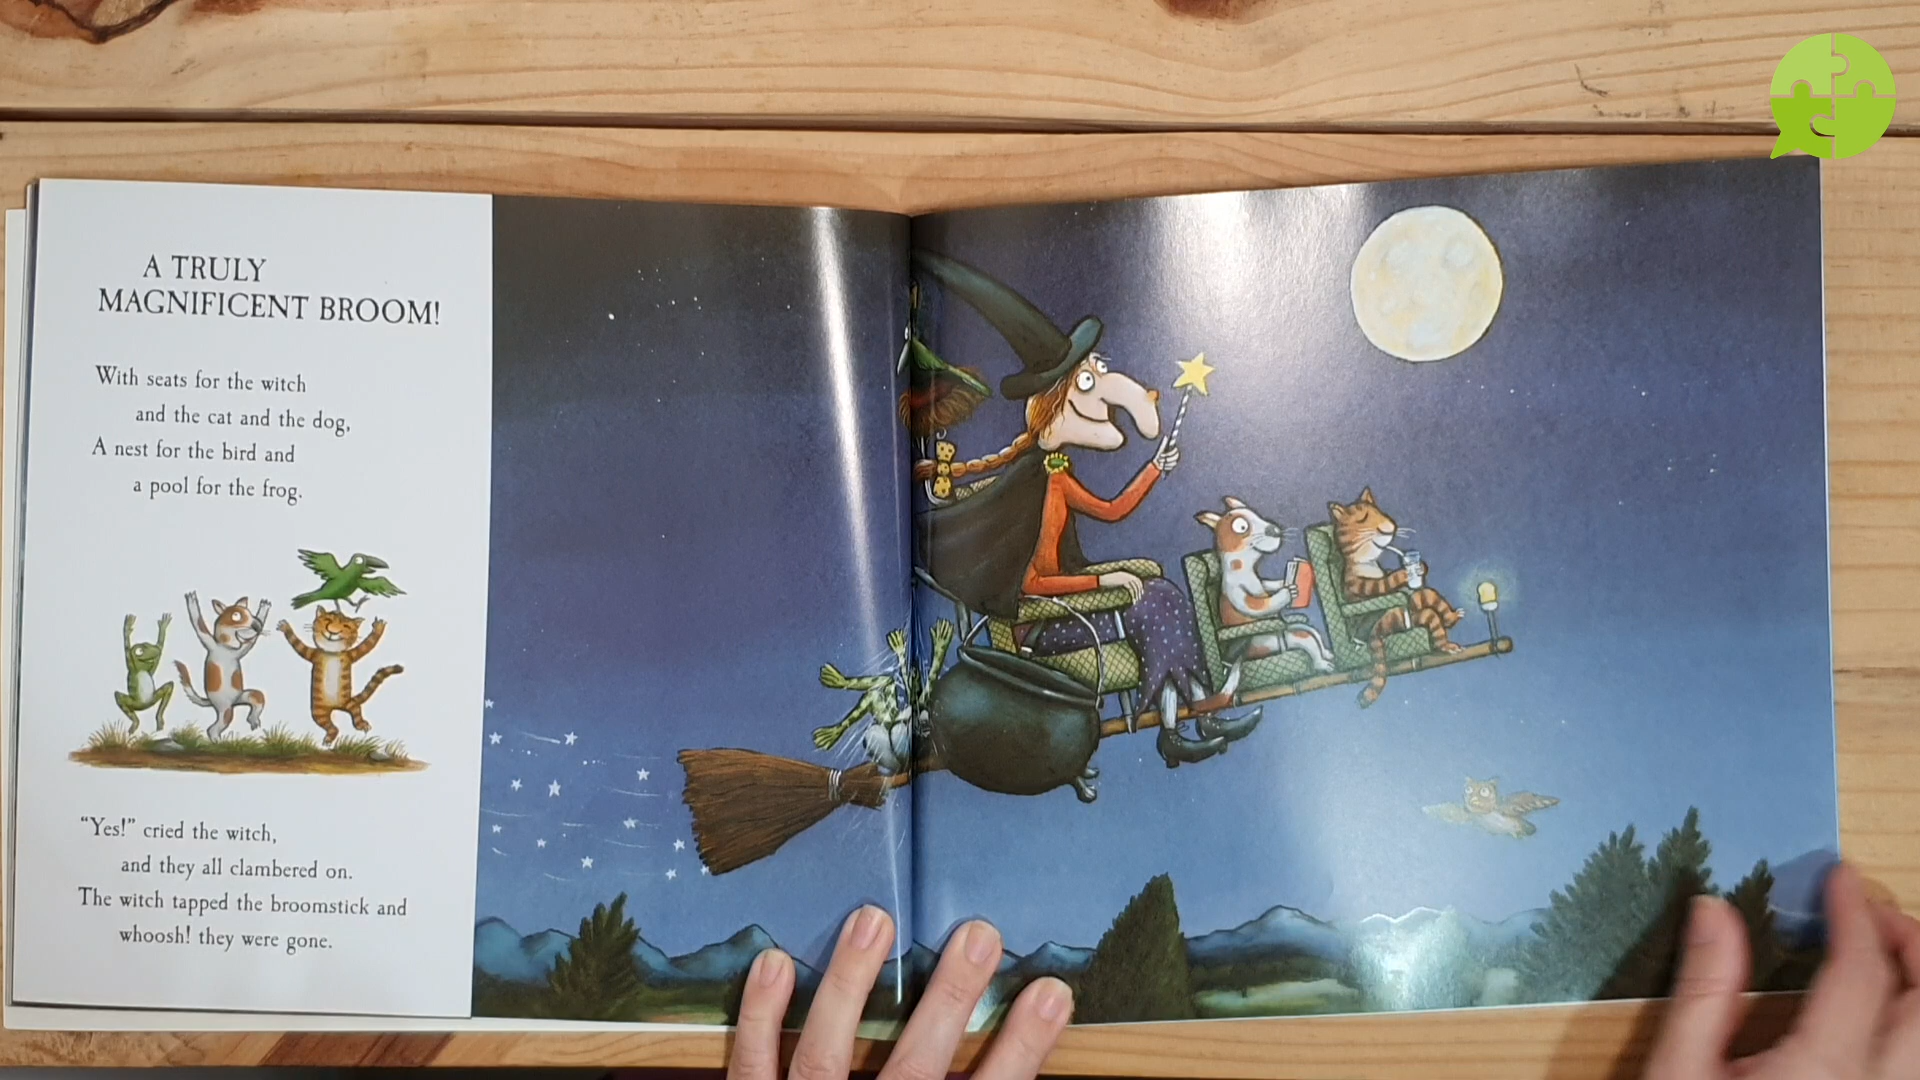 A TRULY
MAGNIFICENT BROOM!
With seats for the witch
and the cat and the dog,
A nest for the bird and
a pool for the frog.
“Yes!” cried the witch,
and they all clambered on.
The witch tapped the broomstick and
whoosh! they were gone.